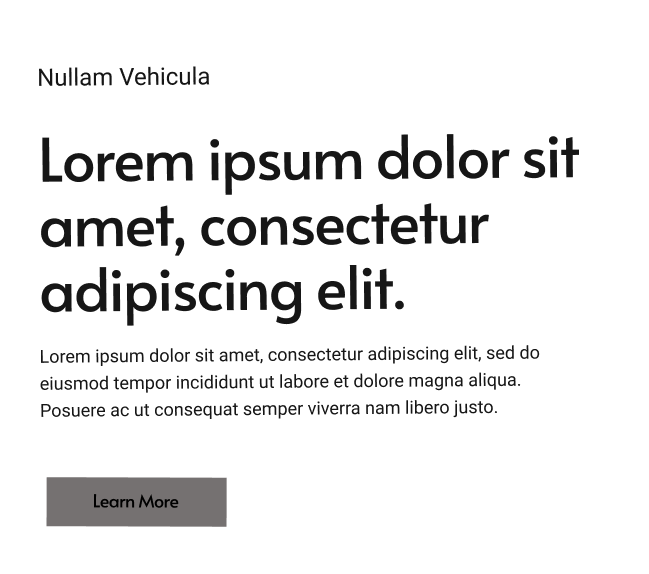 Nullam Vehicula
Lorem ipsum dolor sit
amet, consectetur
adipiscing elit.
Lorem ipsum dolor sit amet, consectetur adipiscing elit, sed do
eiusmod tempor incididunt ut labore et dolore magna aliqua.
Posuere ac ut consequat semper viverra nam libero justo.
Learn More